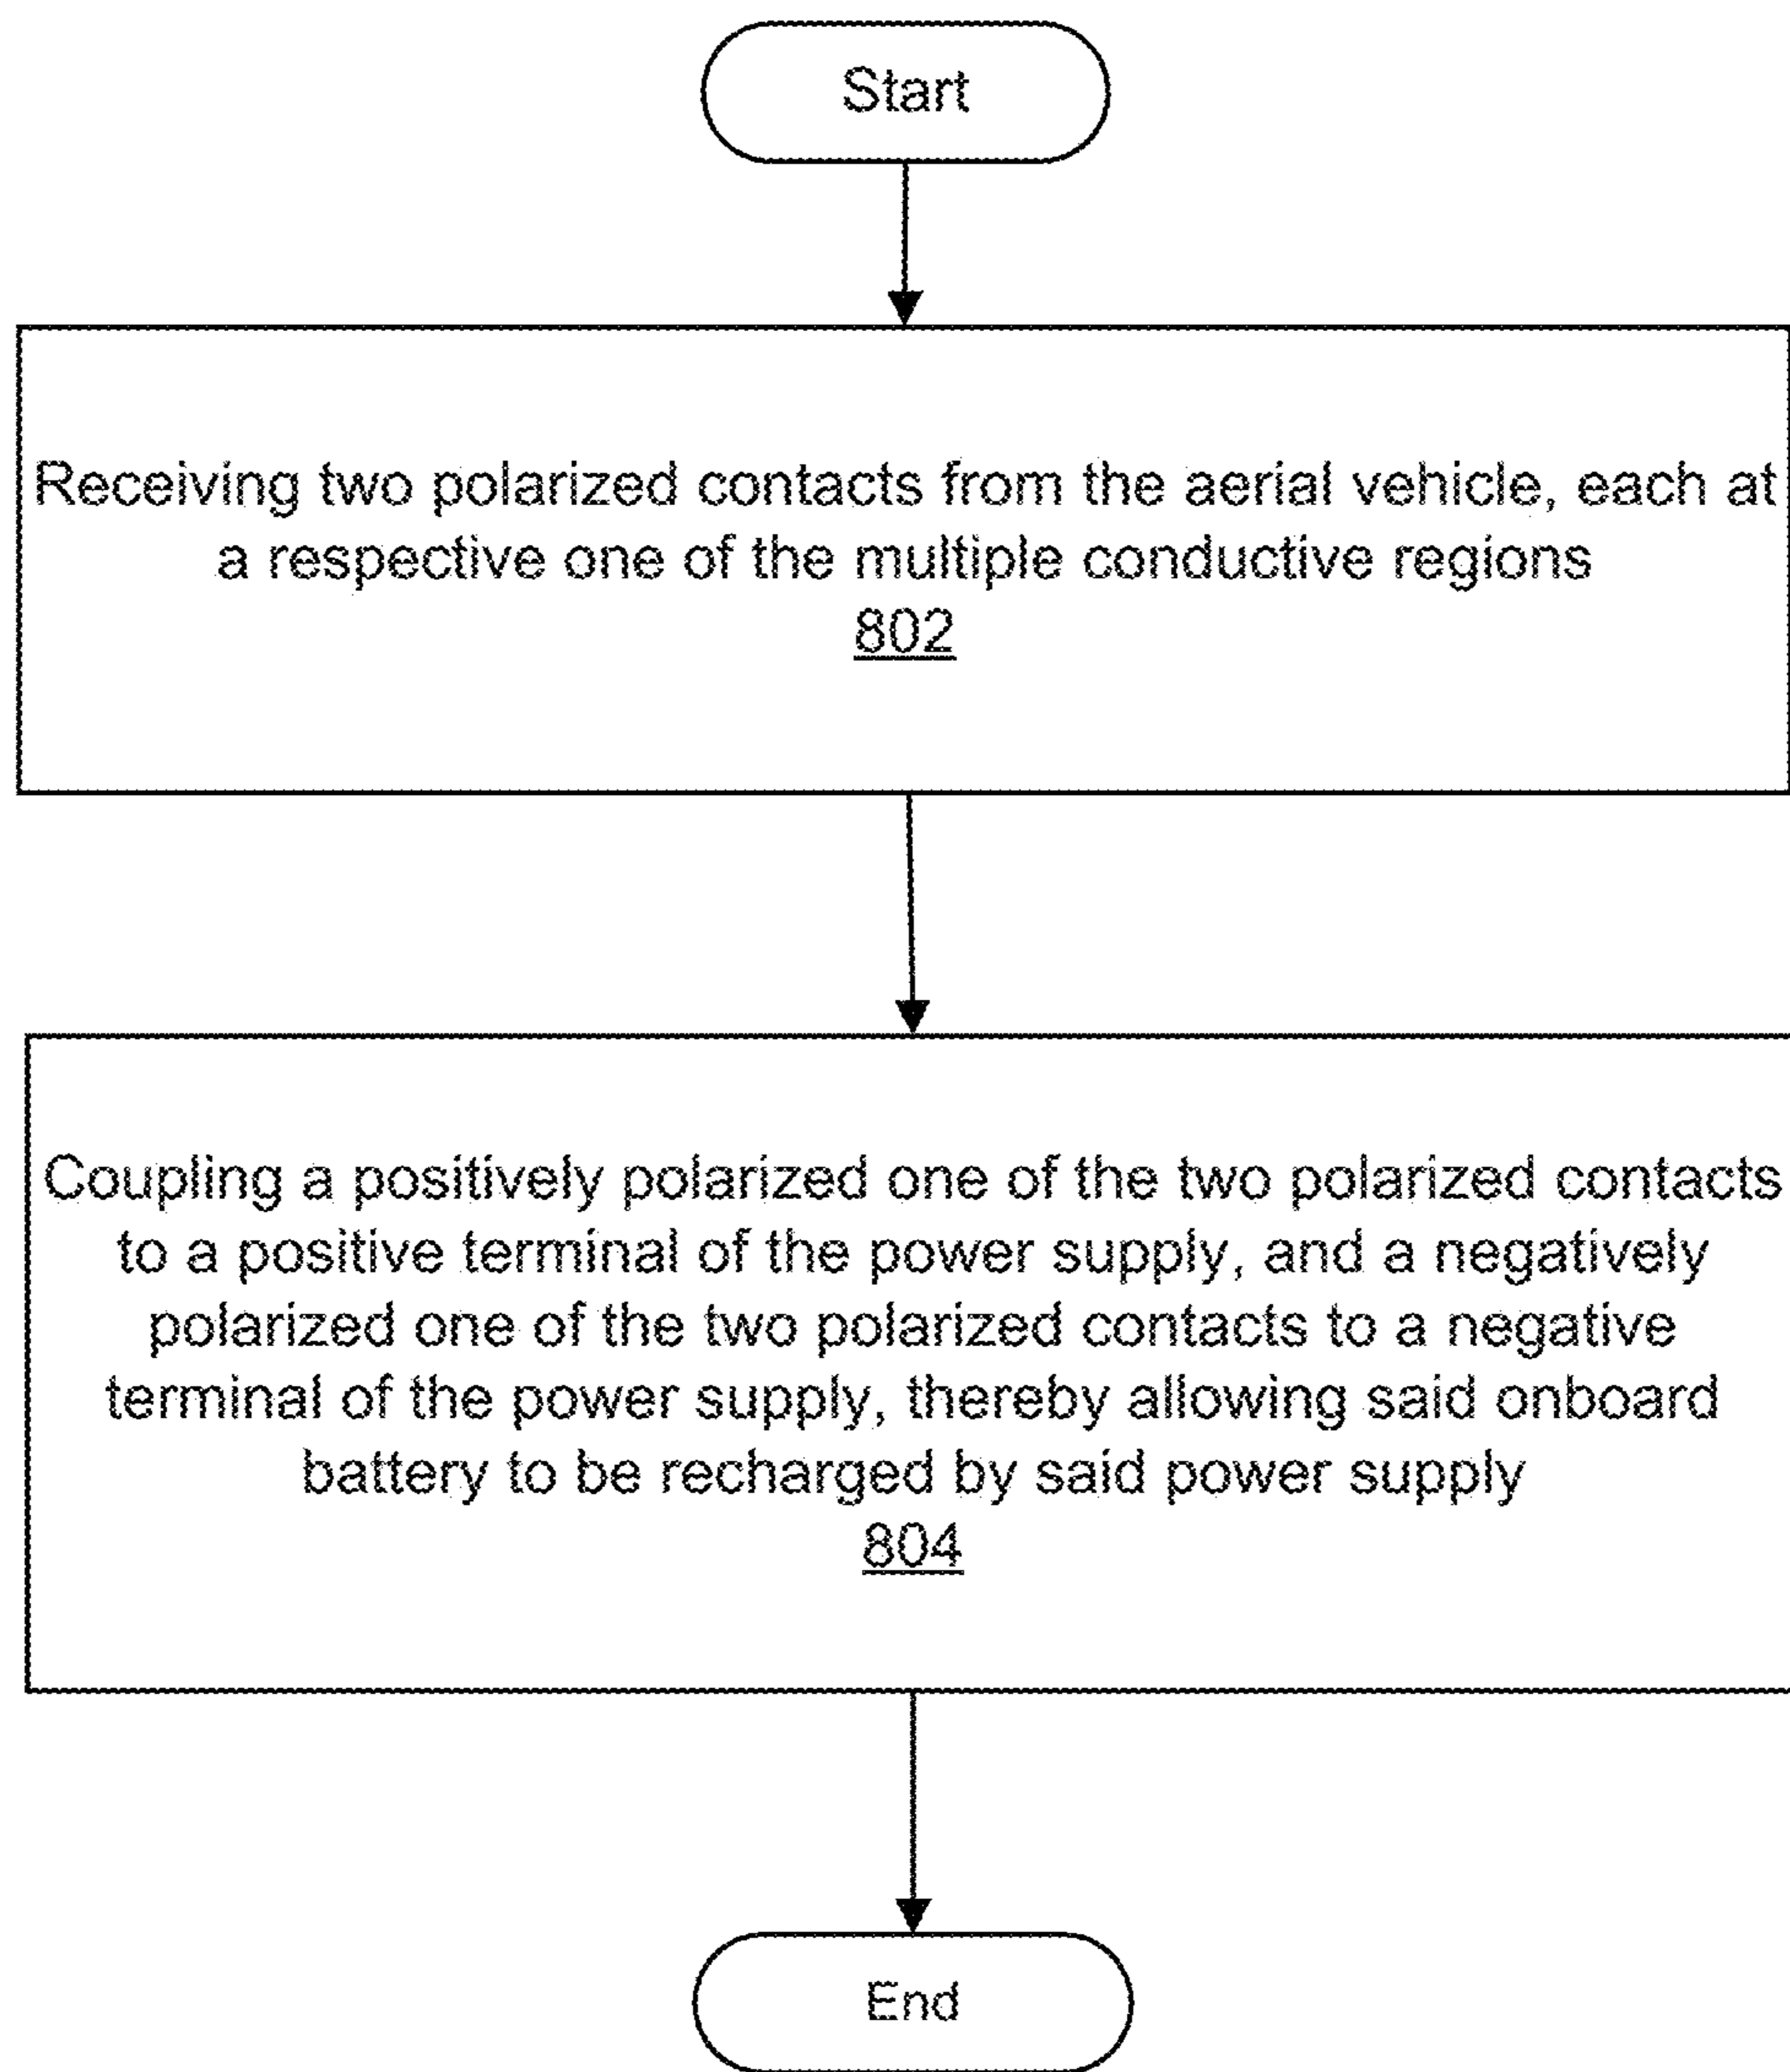 Start
Receiving two polarized contacts from the aerial vehicle, each at
a respective one of the multiple conductive regions
802
Coupling a positively polarized one of the two polarized contacts
to a positive terminal of the power supply, and a negatively
polarized one of the two polarized contacts to a negative
terminal of the power supply, thereby allowing said onboard
battery to be recharged by said power supply
804
End